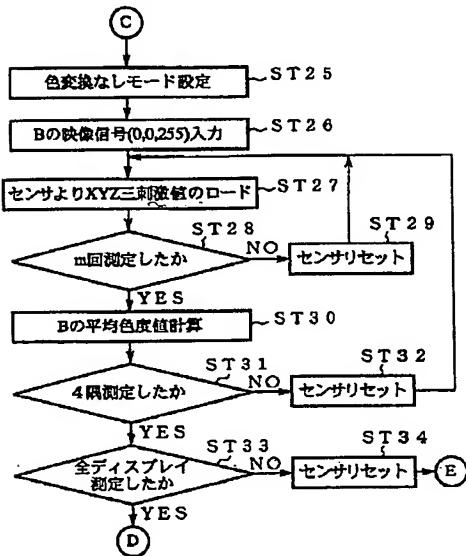 C
色変換なしモード設定
ST25
Bの映像信号(0,0,255)入力
ST26
センサよりXYZ三刺激値のロード
ST27
m回測定したか
ST28
NO
センサリセット
ST29
YES
Bの平均色度値計算
ST30
4隅測定したか
ST31
NO
センサリセット
ST32
YES
全ディスプレイ
測定したか
ST33
NO
センサリセット
ST34
E
YES
D